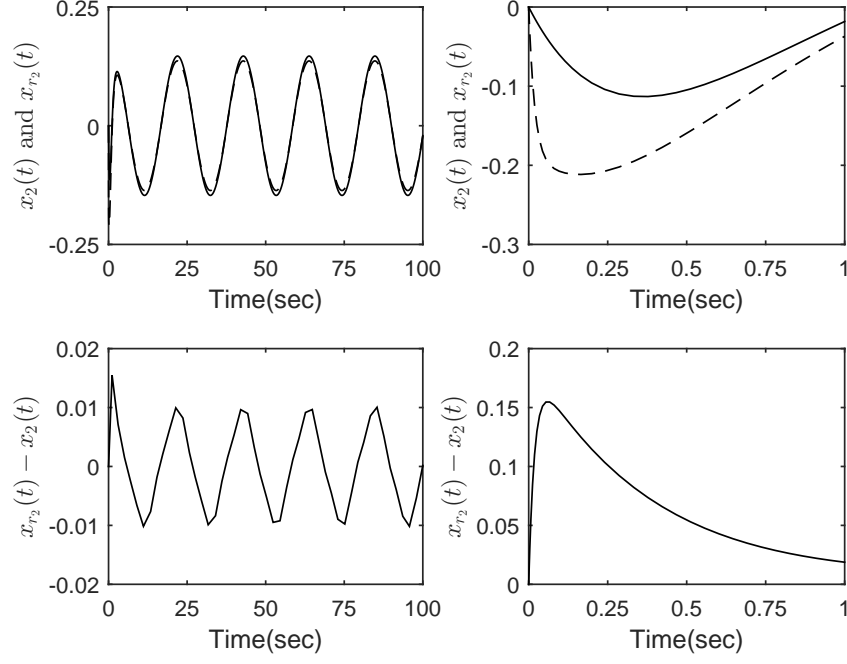 0.25
0
-0.25
x_2(t) and x_{r_2}(t)
0 25 50 75 100
Time(sec)
0
-0.1
-0.2
-0.3
x_2(t) and x_{r_2}(t)
0 0.25 0.5 0.75 1
Time(sec)
0.02
0.01
0
-0.01
-0.02
x_{r_2}(t) − x_2(t)
0 25 50 75 100
Time(sec)
0.2
0.15
0.1
0.05
0
x_{r_2}(t) − x_2(t)
0 0.25 0.5 0.75 1
Time(sec)